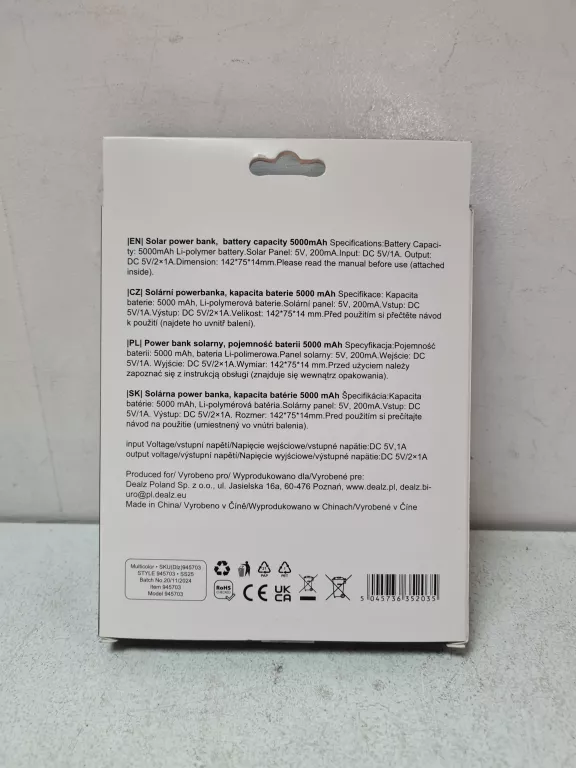 |EN| Solar power bank, battery capacity 5000mAh Specifications:Battery Capaci-
ty: 5000mAh Li-polymer battery.Solar Panel: 5V, 200mA.Input: DC 5V/1A. Output:
DC 5V/2×1A.Dimension: 142*75*14mm.Please read the manual before use (attached
inside).
|CZ| Solární powerbanka, kapacita baterie 5000 mAh Specifikace: Kapacita
baterie: 5000 mAh, Li-polymerová baterie.Solární panel: 5V, 200mA.Vstup: DC
5V/1A.Výstup: DC 5V/2×1A.Velikost: 142*75*14 mm.Před použitím si přečtěte návod
k použití (najdete ho uvnitř balení).
|PL| Power bank solarny, pojemność baterii 5000 mAh Specyfikacja:Pojemność
baterii: 5000 mAh, bateria Li-polimerowa.Panel solarny: 5V, 200mA.Wejście: DC
5V/1A. Wyjście: DC 5V/2×1A.Wymiar: 142*75*14 mm.Przed użyciem należy
zapoznać się z instrukcją obsługi (znajduje się wewnątrz opakowania).
|SK| Solárna power banka, kapacita batérie 5000 mAh Špecifikácia:Kapacita
batérie: 5000 mAh, Li-polymérová batéria.Solárny panel: 5V, 200mA.Vstup: DC
5V/1A. Výstup: DC 5V/2×1A. Rozmer: 142*75*14 mm.Pred použitím si prečítajte
návod na použitie (umiestnený vo vnútri balenia).
input Voltage/vstupní napětí/Napięcie wejściowe/vstupné napätie:DC 5V,1A
output voltage/výstupní napětí/Napięcie wyjściowe/výstupné napätie:DC 5V/2×1A
Produced for/ Vyrobeno pro/ Wyprodukowano dla/Vyrobené pre:
Dealz Poland Sp. z o.o., ul. Jasielska 16a, 60-476 Poznań, www.dealz.pl, dealz.bi-
uro@pl.dealz.eu
Made in China/ Vyrobeno v Číně/Wyprodukowano w Chinach/Vyrobené v Číne
Multicolor • SKU(Dlz)945703
STYLE 945703 • SS25
Batch No 20/11/2024
Item 945703
Model 945703
PAP
PET
RoHS
CE
UK
CA
5 045736 352035